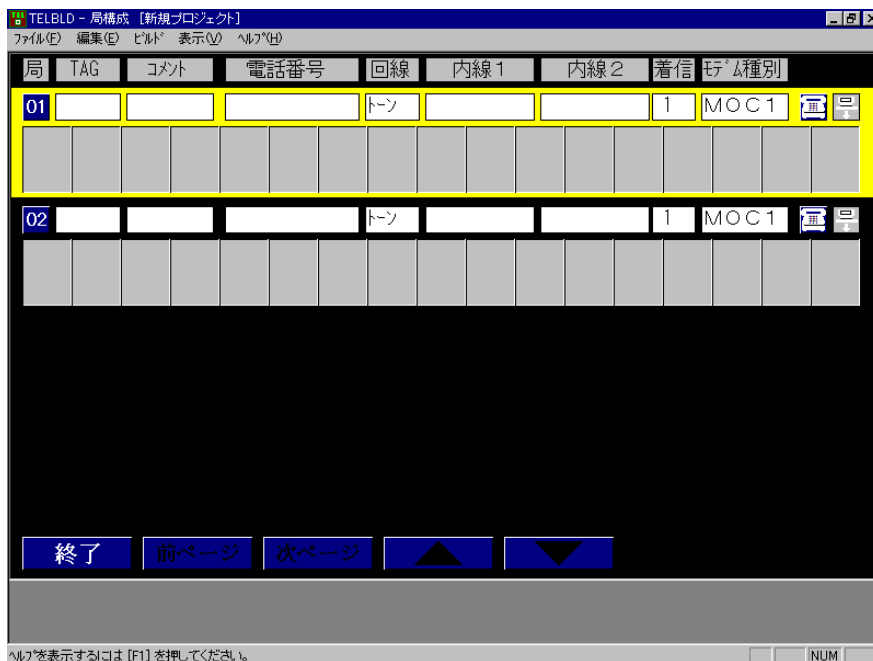 TELBLD - 局構成 [新規プロジェクト]
ファイル(F) 編集(E) ビルド 表示(V) ヘルプ(H)
局 TAG コメント 電話番号 回線 内線1 内線2 着信 モデム種別
01 トーン 1 MOC1
02 トーン 1 MOC1
終了 前ページ 次ページ ▲ ▼
ヘルプを表示するには [F1] を押してください。 NUM